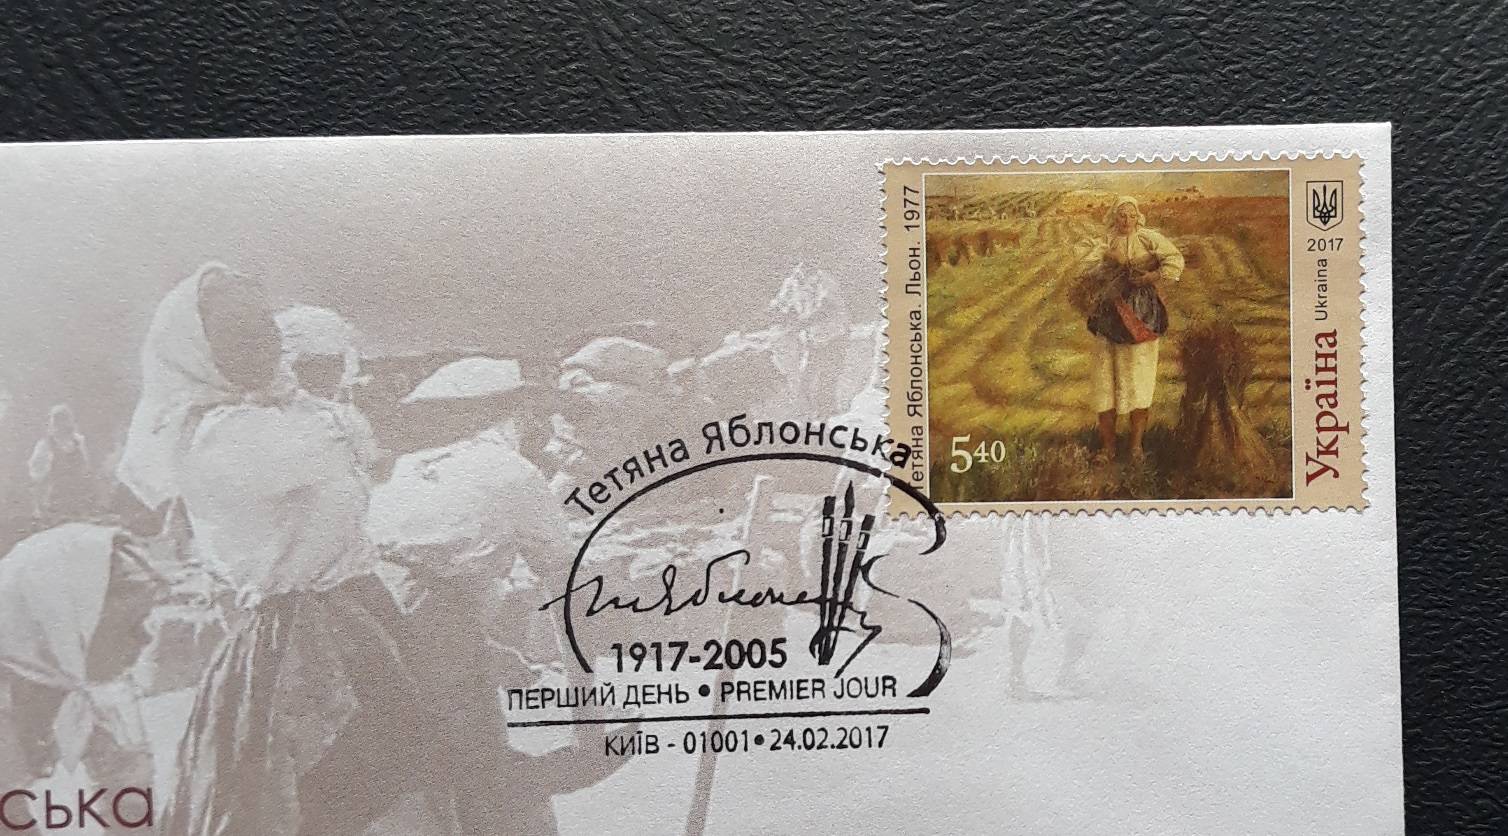 Тетяна Яблонська. Льон. 1977
2017
Україна Ukraina
5 40
Тетяна Яблонська
1917-2005
ПЕРШИЙ ДЕНЬ • PREMIER JOUR
КИЇВ - 01001 • 24.02.2017
ська